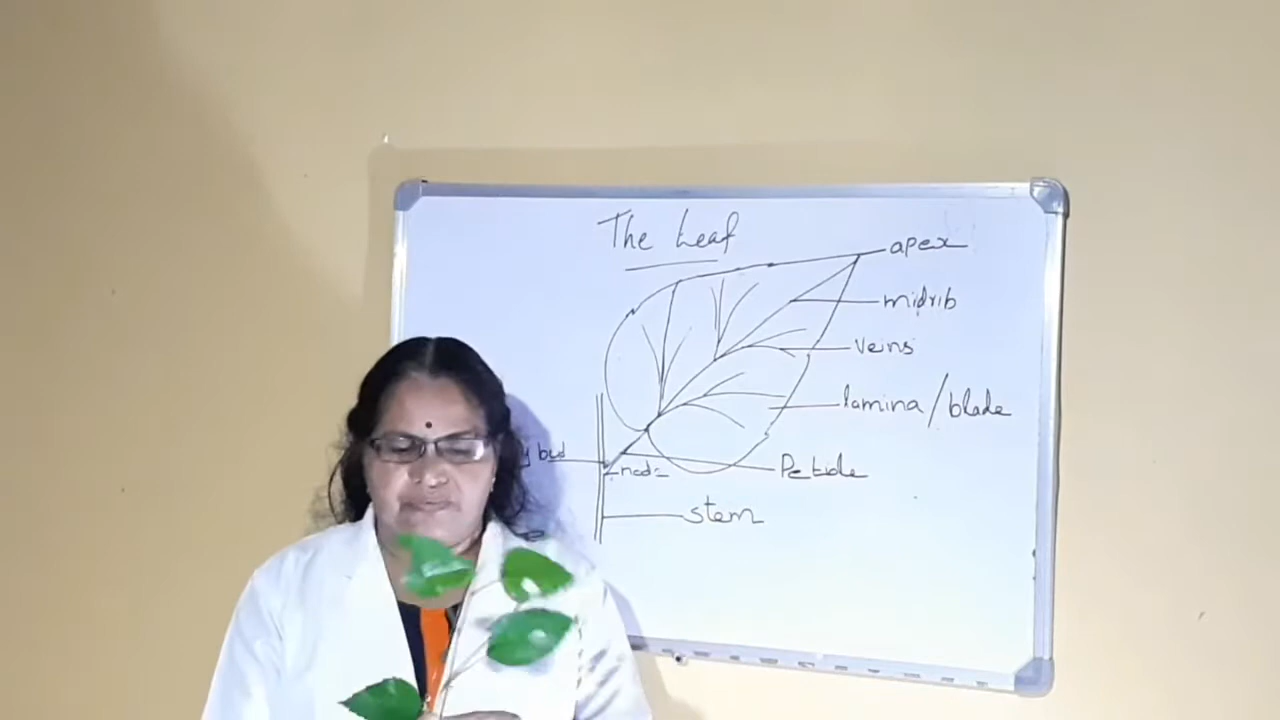 The Leaf
apex
midrib
veins
lamina/blade
bud
node
Petiole
stem